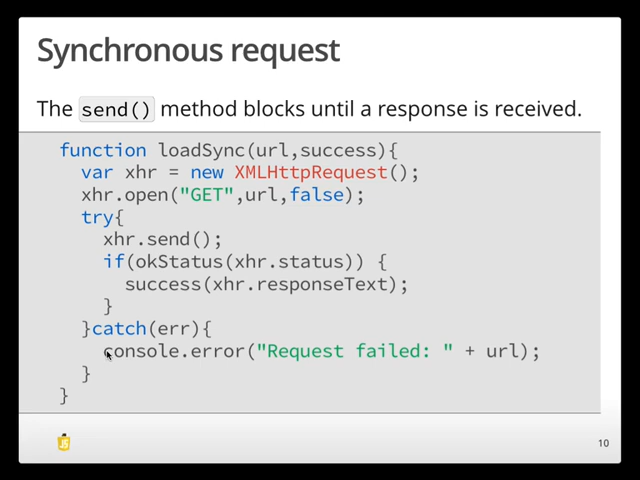 Synchronous request
The send() method blocks until a response is received.
function loadSync(url,success){
var xhr = new XMLHttpRequest();
xhr.open("GET",url,false);
try{
xhr.send();
if(okStatus(xhr.status)) {
success(xhr.responseText);
}
}catch(err){
console.error("Request failed: " + url);
}
}
JS
10